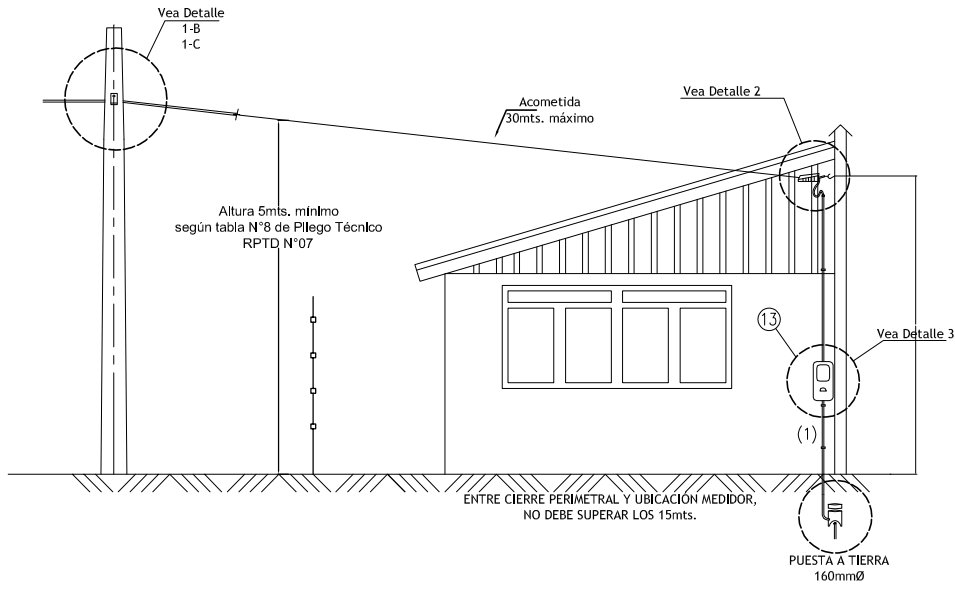 Vea Detalle
1-B
1-C
Acometida
30mts. máximo
Vea Detalle 2
Altura 5mts. mínimo
según tabla N°8 de Pliego Técnico
RPTD N°07
13
Vea Detalle 3
(1)
ENTRE CIERRE PERIMETRAL Y UBICACIÓN MEDIDOR,
NO DEBE SUPERAR LOS 15mts.
PUESTA A TIERRA
160mmØ